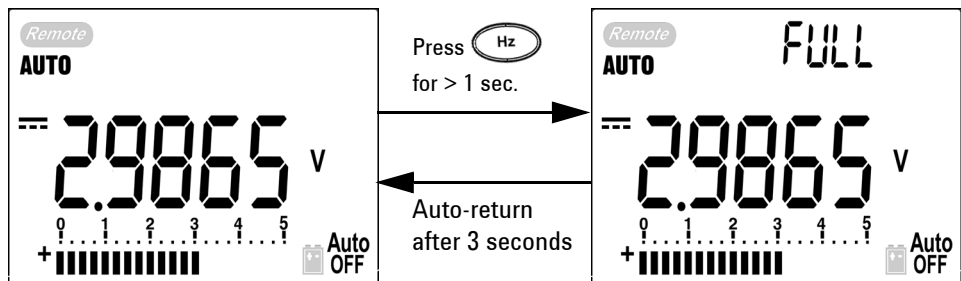 Remote
AUTO
2.9865 V
0 1 2 3 4 5
+
Auto
OFF
Press Hz
for > 1 sec.
Auto-return
after 3 seconds
Remote
AUTO
FULL
2.9865 V
0 1 2 3 4 5
+
Auto
OFF